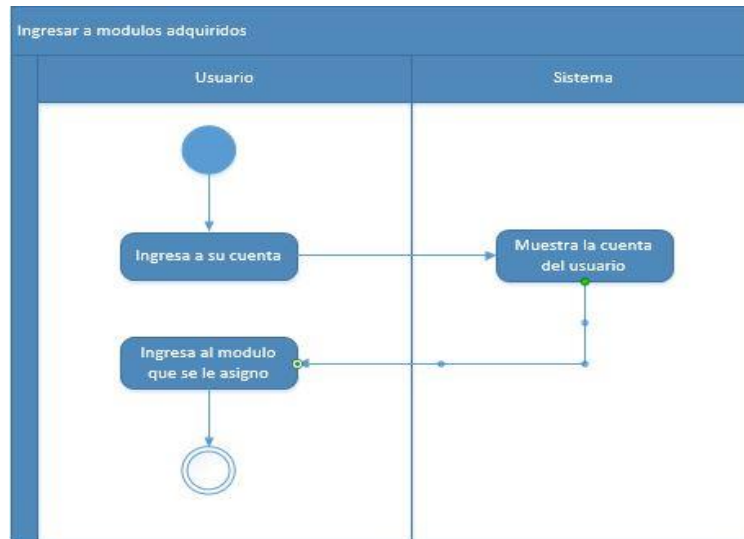 Ingresar a modulos adquiridos
Usuario
Sistema
Ingresa a su cuenta
Muestra la cuenta
del usuario
Ingresa al modulo
que se le asigno